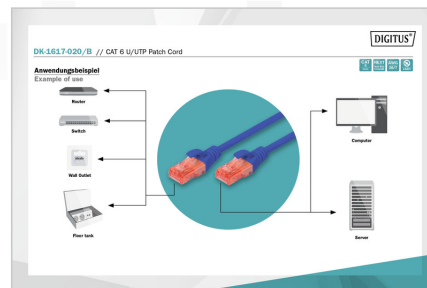 DIGITUS®
DK-1617-020/B // CAT 6 U/UTP Patch Cord
Anwendungsbeispiel
Example of use
Router
Switch
Wall Outlet
Floor tank
Computer
Server